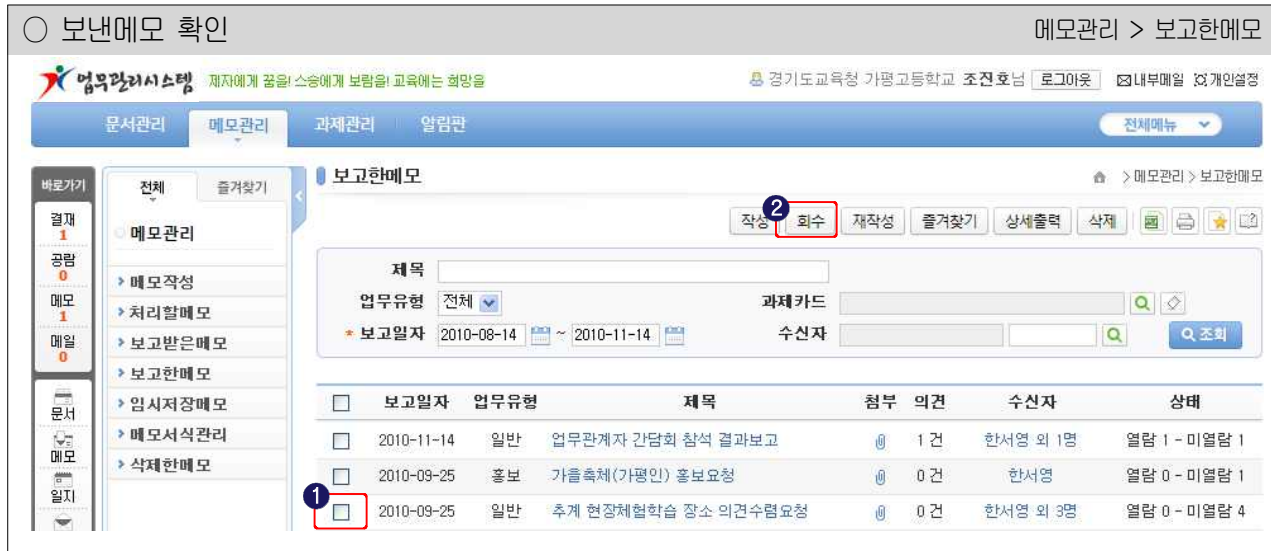 ○ 보낸메모 확인 메모관리 > 보고한메모
업무관리시스템 제자에게 꿈을! 스승에게 보람을! 교육에는 희망을 경기도교육청 가평고등학교 조진호님 로그아웃 내부메일 개인설정
문서관리 메모관리 과제관리 알림판 전체메뉴
바로가기
결재
1
공람
0
메모
1
메일
0
문서
메모
일지
전체 즐겨찾기
메모관리
메모작성
처리할메모
보고받은메모
보고한메모
임시저장메모
메모서식관리
삭제한메모
보고한메모 > 메모관리 > 보고한메모
작성 2 회수 재작성 즐겨찾기 상세출력 삭제
제목
업무유형 전체 과제카드
* 보고일자 2010-08-14 ~ 2010-11-14 수신자 조회
보고일자 업무유형 제목 첨부 의견 수신자 상태
2010-11-14 일반 업무관계자 간담회 참석 결과보고 1 건 한서영 외 1명 열람 1 - 미열람 1
2010-09-25 홍보 가을축제(가평인) 홍보요청 0 건 한서영 열람 0 - 미열람 1
1 2010-09-25 일반 추계 현장체험학습 장소 의견수렴요청 0 건 한서영 외 3명 열람 0 - 미열람 4